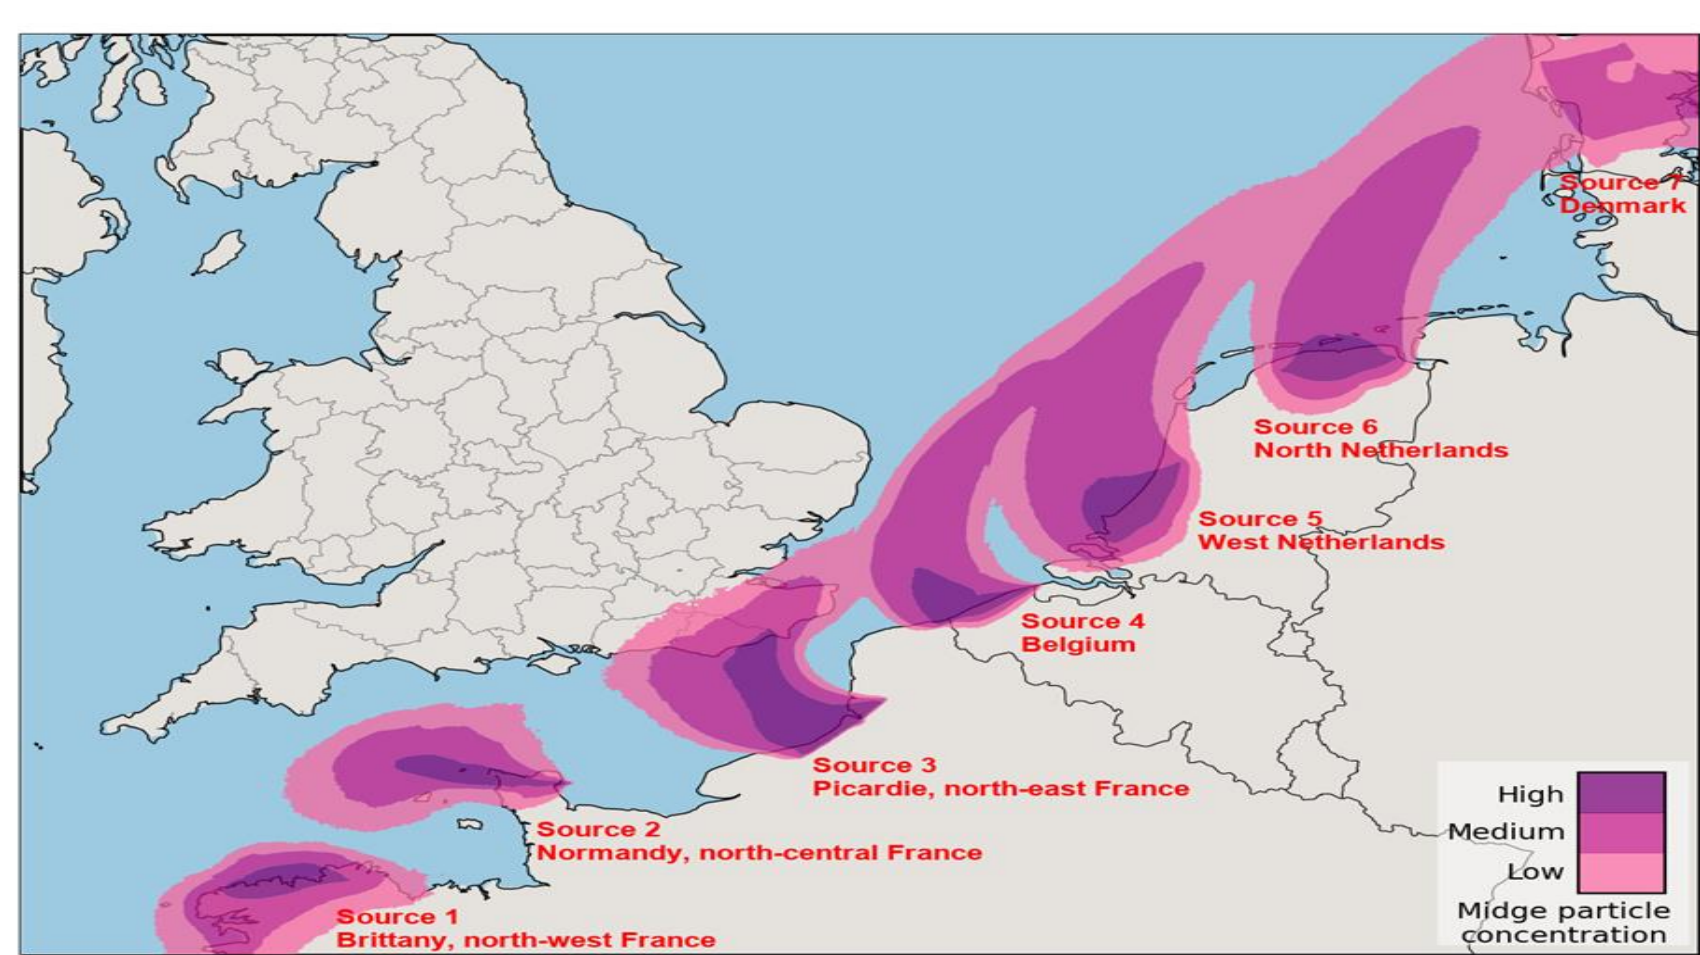 Source 7
Denmark
Source 6
North Netherlands
Source 5
West Netherlands
Source 4
Belgium
Source 3
Picardie, north-east France
Source 2
Normandy, north-central France
Source 1
Brittany, north-west France
High
Medium
Low
Midge particle
concentration